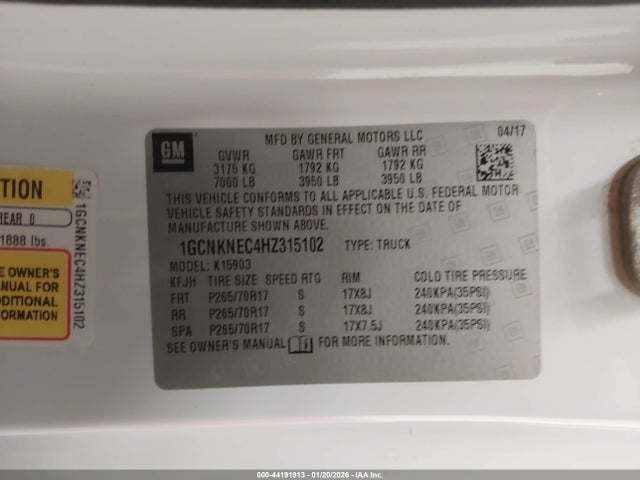 GM
MFD BY GENERAL MOTORS LLC 04/17
GVWR GAWR FRT GAWR RR
3175 KG 1792 KG 1792 KG
7000 LB 3950 LB 3950 LB
THIS VEHICLE CONFORMS TO ALL APPLICABLE U.S. FEDERAL MOTOR
VEHICLE SAFETY STANDARDS IN EFFECT ON THE DATE OF
MANUFACTURE SHOWN ABOVE.
1GCNKNEC4HZ315102 TYPE: TRUCK
MODEL: K15903
KFJH TIRE SIZE SPEED RTG RIM COLD TIRE PRESSURE
FRT P265/70R17 S 17X8J 240KPA(35PSI)
RR P265/70R17 S 17X8J 240KPA(35PSI)
SPA P265/70R17 S 17X7.5J 240KPA(35PSI)
SEE OWNER'S MANUAL FOR MORE INFORMATION.
TION
REAR 0
1888 lbs.
E OWNER'S
ANUAL FOR
DDITIONAL
FORMATION
1GCNKNEC4HZ315102
000-44191913 - 01/20/2026 - IAA Inc.